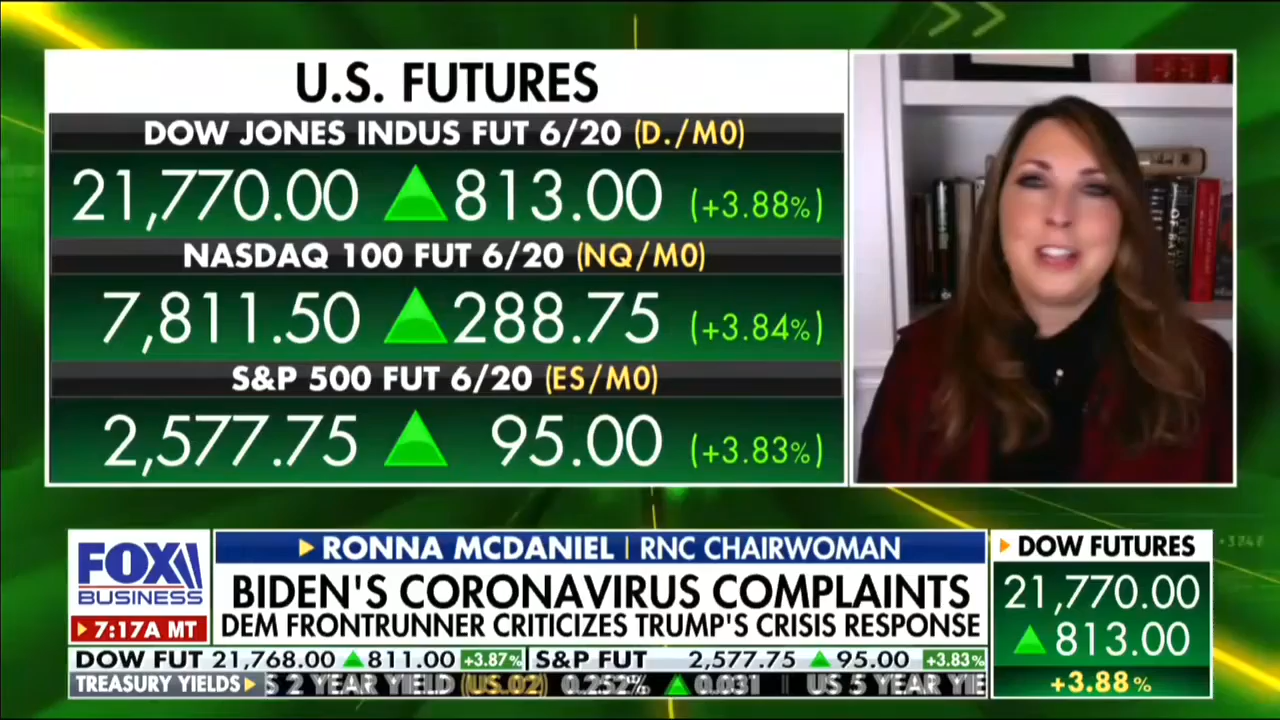 U.S. FUTURES
DOW JONES INDUS FUT 6/20 (D./M0)
21,770.00 ▲ 813.00 (+3.88%)
NASDAQ 100 FUT 6/20 (NQ/M0)
7,811.50 ▲ 288.75 (+3.84%)
S&P 500 FUT 6/20 (ES/M0)
2,577.75 ▲ 95.00 (+3.83%)
RONNA MCDANIEL | RNC CHAIRWOMAN
BIDEN'S CORONAVIRUS COMPLAINTS
DEM FRONTRUNNER CRITICIZES TRUMP'S CRISIS RESPONSE
FOX
BUSINESS
7:17A MT
DOW FUTURES
21,770.00
▲ 813.00
+3.88%
DOW FUT 21,768.00 ▲ 811.00 +3.87% S&P FUT 2,577.75 ▲ 95.00 +3.83%
TREASURY YIELDS S 2 YEAR YIELD (US.02) 0.252% ▲ 0.031 US 5 YEAR YIE